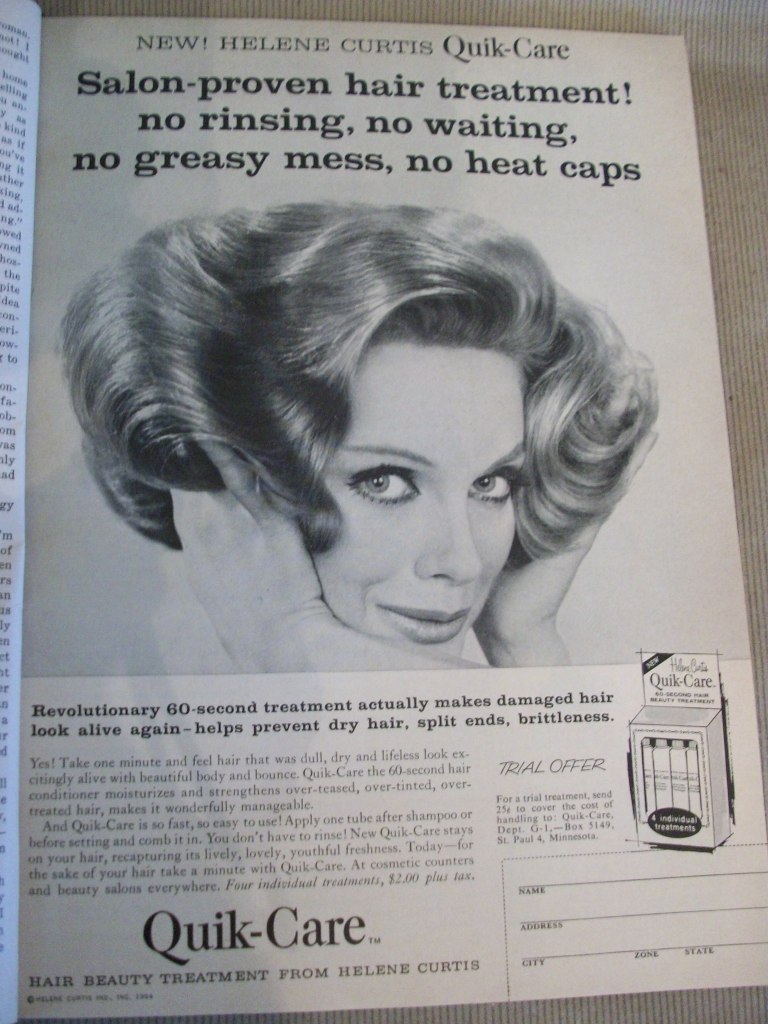 NEW! HELENE CURTIS Quik-Care
Salon-proven hair treatment!
no rinsing, no waiting,
no greasy mess, no heat caps
Revolutionary 60-second treatment actually makes damaged hair
look alive again–helps prevent dry hair, split ends, brittleness.
Yes! Take one minute and feel hair that was dull, dry and lifeless look ex-
citingly alive with beautiful body and bounce. Quik-Care the 60-second hair
conditioner moisturizes and strengthens over-teased, over-tinted, over-
treated hair, makes it wonderfully manageable.
And Quik-Care is so fast, so easy to use! Apply one tube after shampoo or
before setting and comb it in. You don't have to rinse! New Quik-Care stays
on your hair, recapturing its lively, lovely, youthful freshness. Today—for
the sake of your hair take a minute with Quik-Care. At cosmetic counters
and beauty salons everywhere. Four individual treatments, $2.00 plus tax.
Quik-Care™
HAIR BEAUTY TREATMENT FROM HELENE CURTIS
© HELENE CURTIS IND., INC. 1964
TRIAL OFFER
For a trial treatment, send
25¢ to cover the cost of
handling to: Quik-Care,
Dept. G-1,—Box 5149,
St. Paul 4, Minnesota.
NEW
Helene Curtis
Quik-Care
60-SECOND HAIR
BEAUTY TREATMENT
4 individual
treatments
NAME
ADDRESS
CITY ZONE STATE